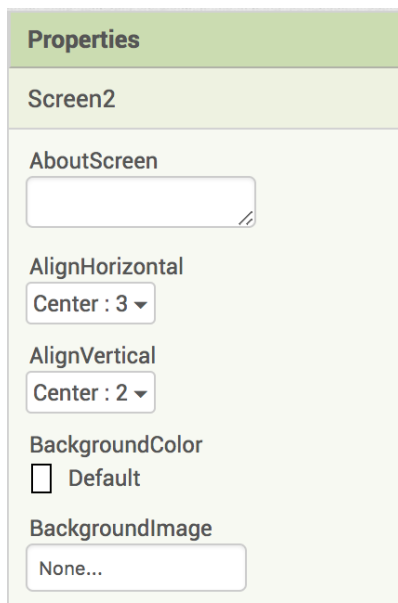 Properties
Screen2
AboutScreen
AlignHorizontal
Center : 3
AlignVertical
Center : 2
BackgroundColor
Default
BackgroundImage
None...